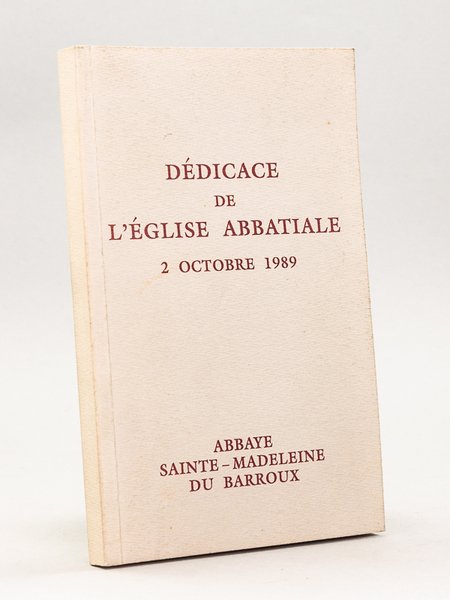 DÉDICACE
DE
L'ÉGLISE ABBATIALE
2 OCTOBRE 1989
ABBAYE
SAINTE–MADELEINE
DU BARROUX